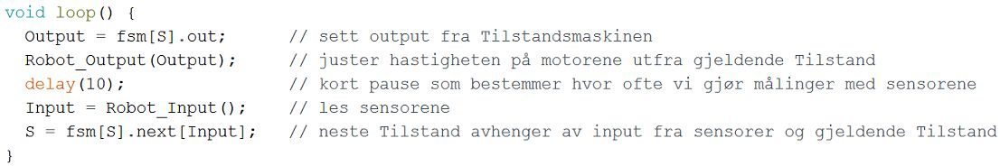 void loop() {
  Output = fsm[S].out;      // sett output fra Tilstandsmaskinen
  Robot_Output(Output);     // juster hastigheten på motorene utfra gjeldende Tilstand
  delay(10);                // kort pause som bestemmer hvor ofte vi gjør målinger med sensorene
  Input = Robot_Input();    // les sensorene
  S = fsm[S].next[Input];   // neste Tilstand avhenger av input fra sensorer og gjeldende Tilstand
}